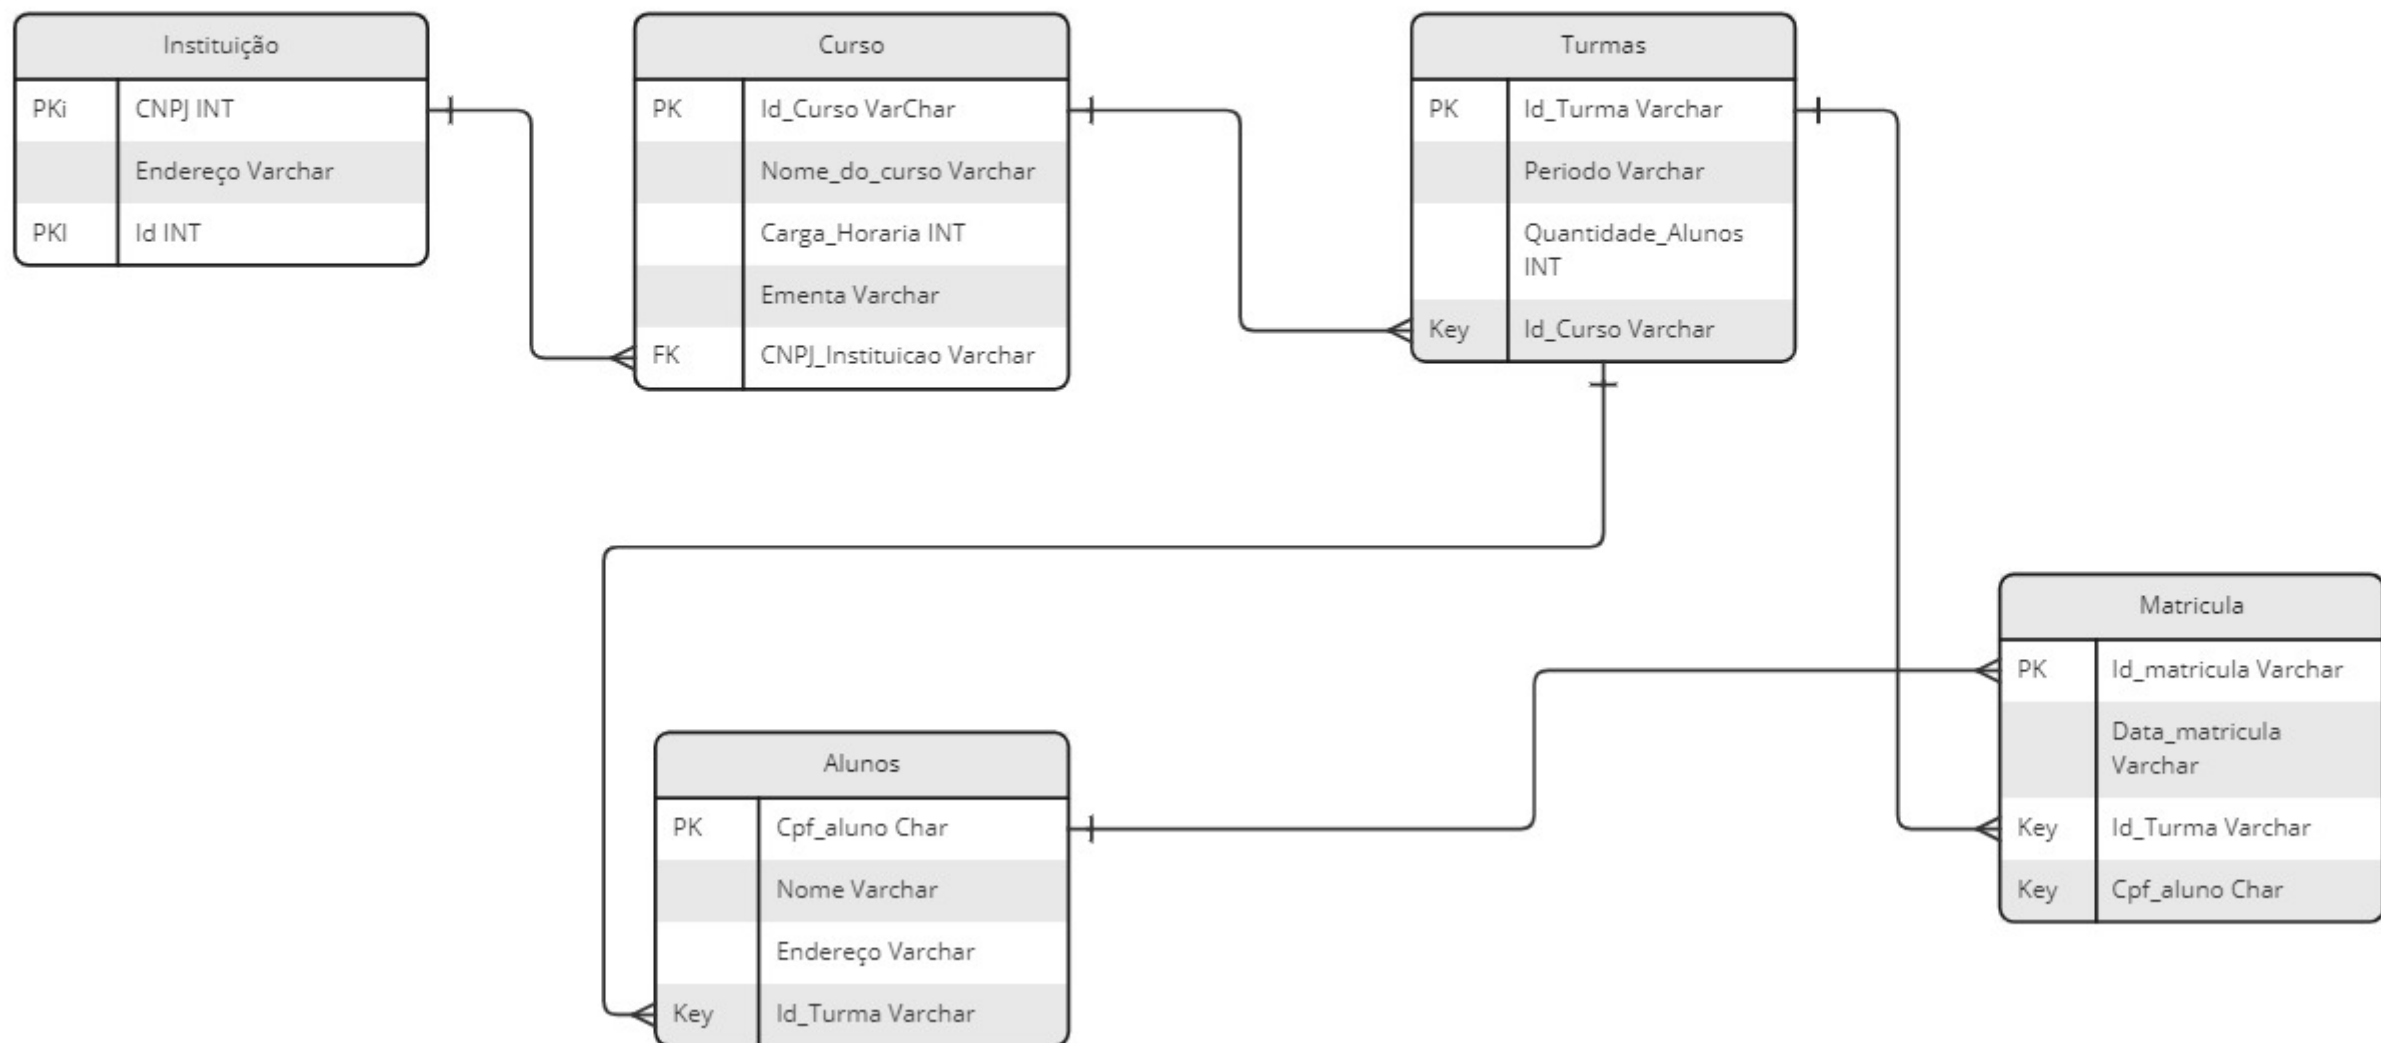 Instituição
PKi CNPJ INT
Endereço Varchar
PKI Id INT
Curso
PK Id_Curso VarChar
Nome_do_curso Varchar
Carga_Horaria INT
Ementa Varchar
FK CNPJ_Instituicao Varchar
Turmas
PK Id_Turma Varchar
Periodo Varchar
Quantidade_Alunos
INT
Key Id_Curso Varchar
Alunos
PK Cpf_aluno Char
Nome Varchar
Endereço Varchar
Key Id_Turma Varchar
Matricula
PK Id_matricula Varchar
Data_matricula
Varchar
Key Id_Turma Varchar
Key Cpf_aluno Char